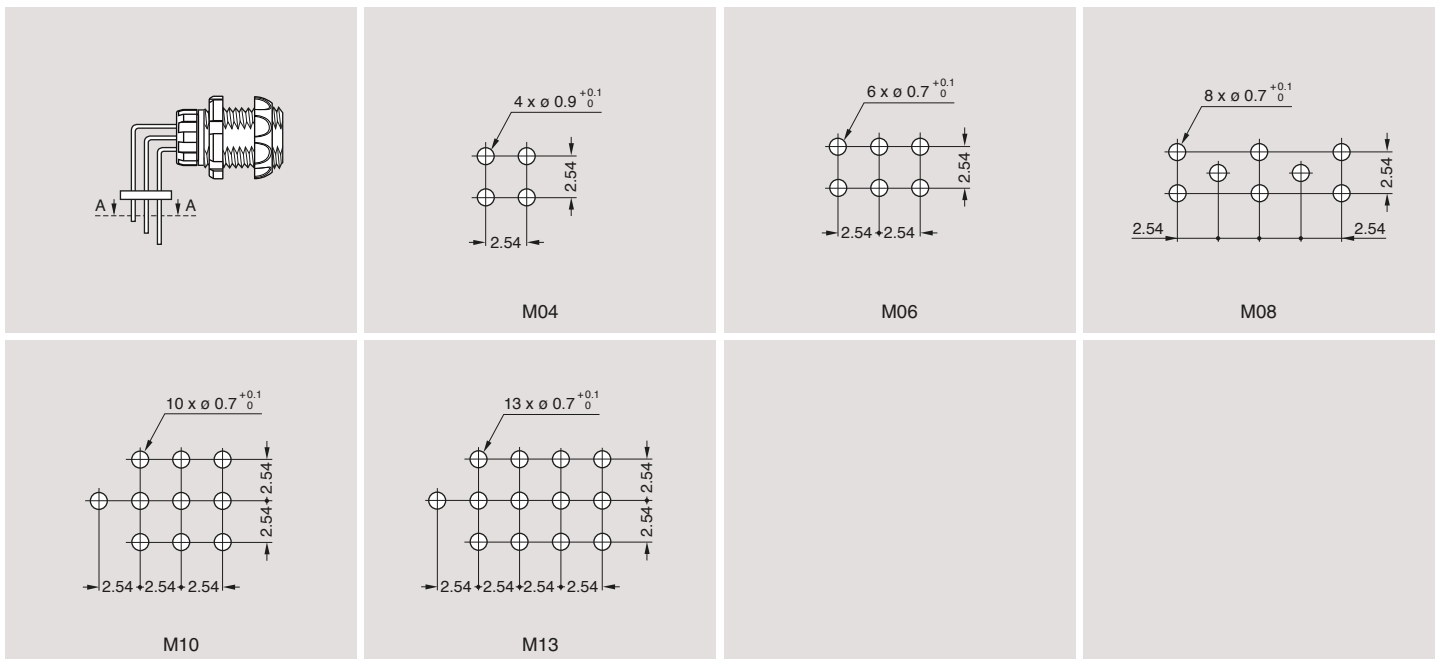 A A
4 x ø 0.9 +0.1 0
2.54
2.54
M04
6 x ø 0.7 +0.1 0
2.54
2.54 2.54
M06
8 x ø 0.7 +0.1 0
2.54
2.54 2.54
M08
10 x ø 0.7 +0.1 0
2.54
2.54
2.54 2.54 2.54
M10
13 x ø 0.7 +0.1 0
2.54
2.54
2.54 2.54 2.54 2.54
M13